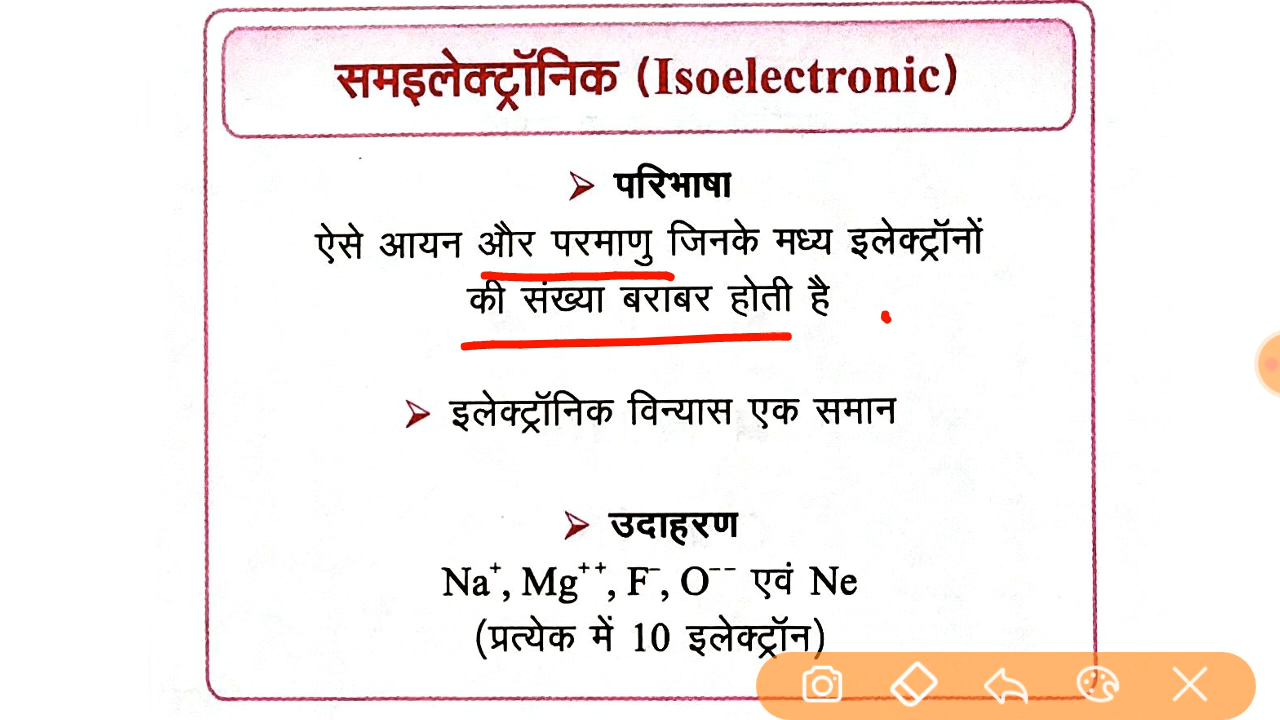 समइलेक्ट्रॉनिक (Isoelectronic)
➢ परिभाषा
ऐसे आयन और परमाणु जिनके मध्य इलेक्ट्रॉनों
की संख्या बराबर होती है
➢ इलेक्ट्रॉनिक विन्यास एक समान
➢ उदाहरण
Na⁺, Mg⁺⁺, F⁻, O⁻⁻ एवं Ne
(प्रत्येक में 10 इलेक्ट्रॉन)